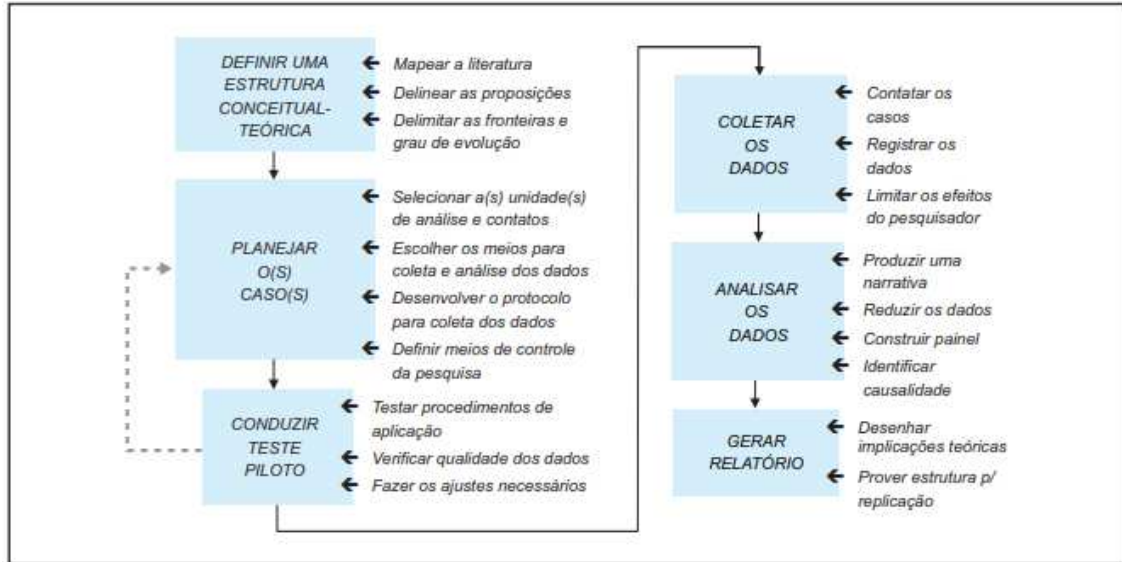 DEFINIR UMA
ESTRUTURA
CONCEITUAL-
TEÓRICA
Mapear a literatura
Delinear as proposições
Delimitar as fronteiras e
grau de evolução
PLANEJAR
O(S)
CASO(S)
Selecionar a(s) unidade(s)
de análise e contatos
Escolher os meios para
coleta e análise dos dados
Desenvolver o protocolo
para coleta dos dados
Definir meios de controle
da pesquisa
CONDUZIR
TESTE
PILOTO
Testar procedimentos de
aplicação
Verificar qualidade dos dados
Fazer os ajustes necessários
COLETAR
OS
DADOS
Contatar os
casos
Registrar os
dados
Limitar os efeitos
do pesquisador
ANALISAR
OS
DADOS
Produzir uma
narrativa
Reduzir os dados
Construir painel
Identificar
causalidade
GERAR
RELATÓRIO
Desenhar
implicações teóricas
Prover estrutura p/
replicação